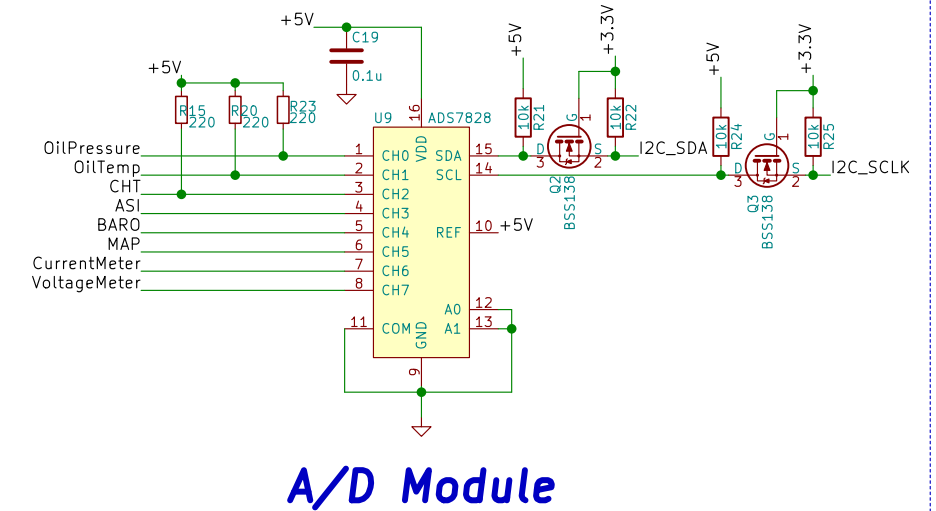 +5V
C19
0.1u
+5V
R15
220
R20
220
R23
220
+5V
+3.3V
+5V
+3.3V
U9
ADS7828
16
VDD
OilPressure
1
CH0
SDA
15
OilTemp
2
CH1
SCL
14
CHT
3
CH2
ASI
4
CH3
BARO
5
CH4
REF
10
+5V
MAP
6
CH5
CurrentMeter
7
CH6
VoltageMeter
8
CH7
A0
12
11
COM
GND
A1
13
9
10k
R21
G
1
10k
R22
D
3
S
2
Q2
BSS138
I2C_SDA
10k
R24
G
1
10k
R25
D
3
S
2
Q3
BSS138
I2C_SCLK
A/D Module